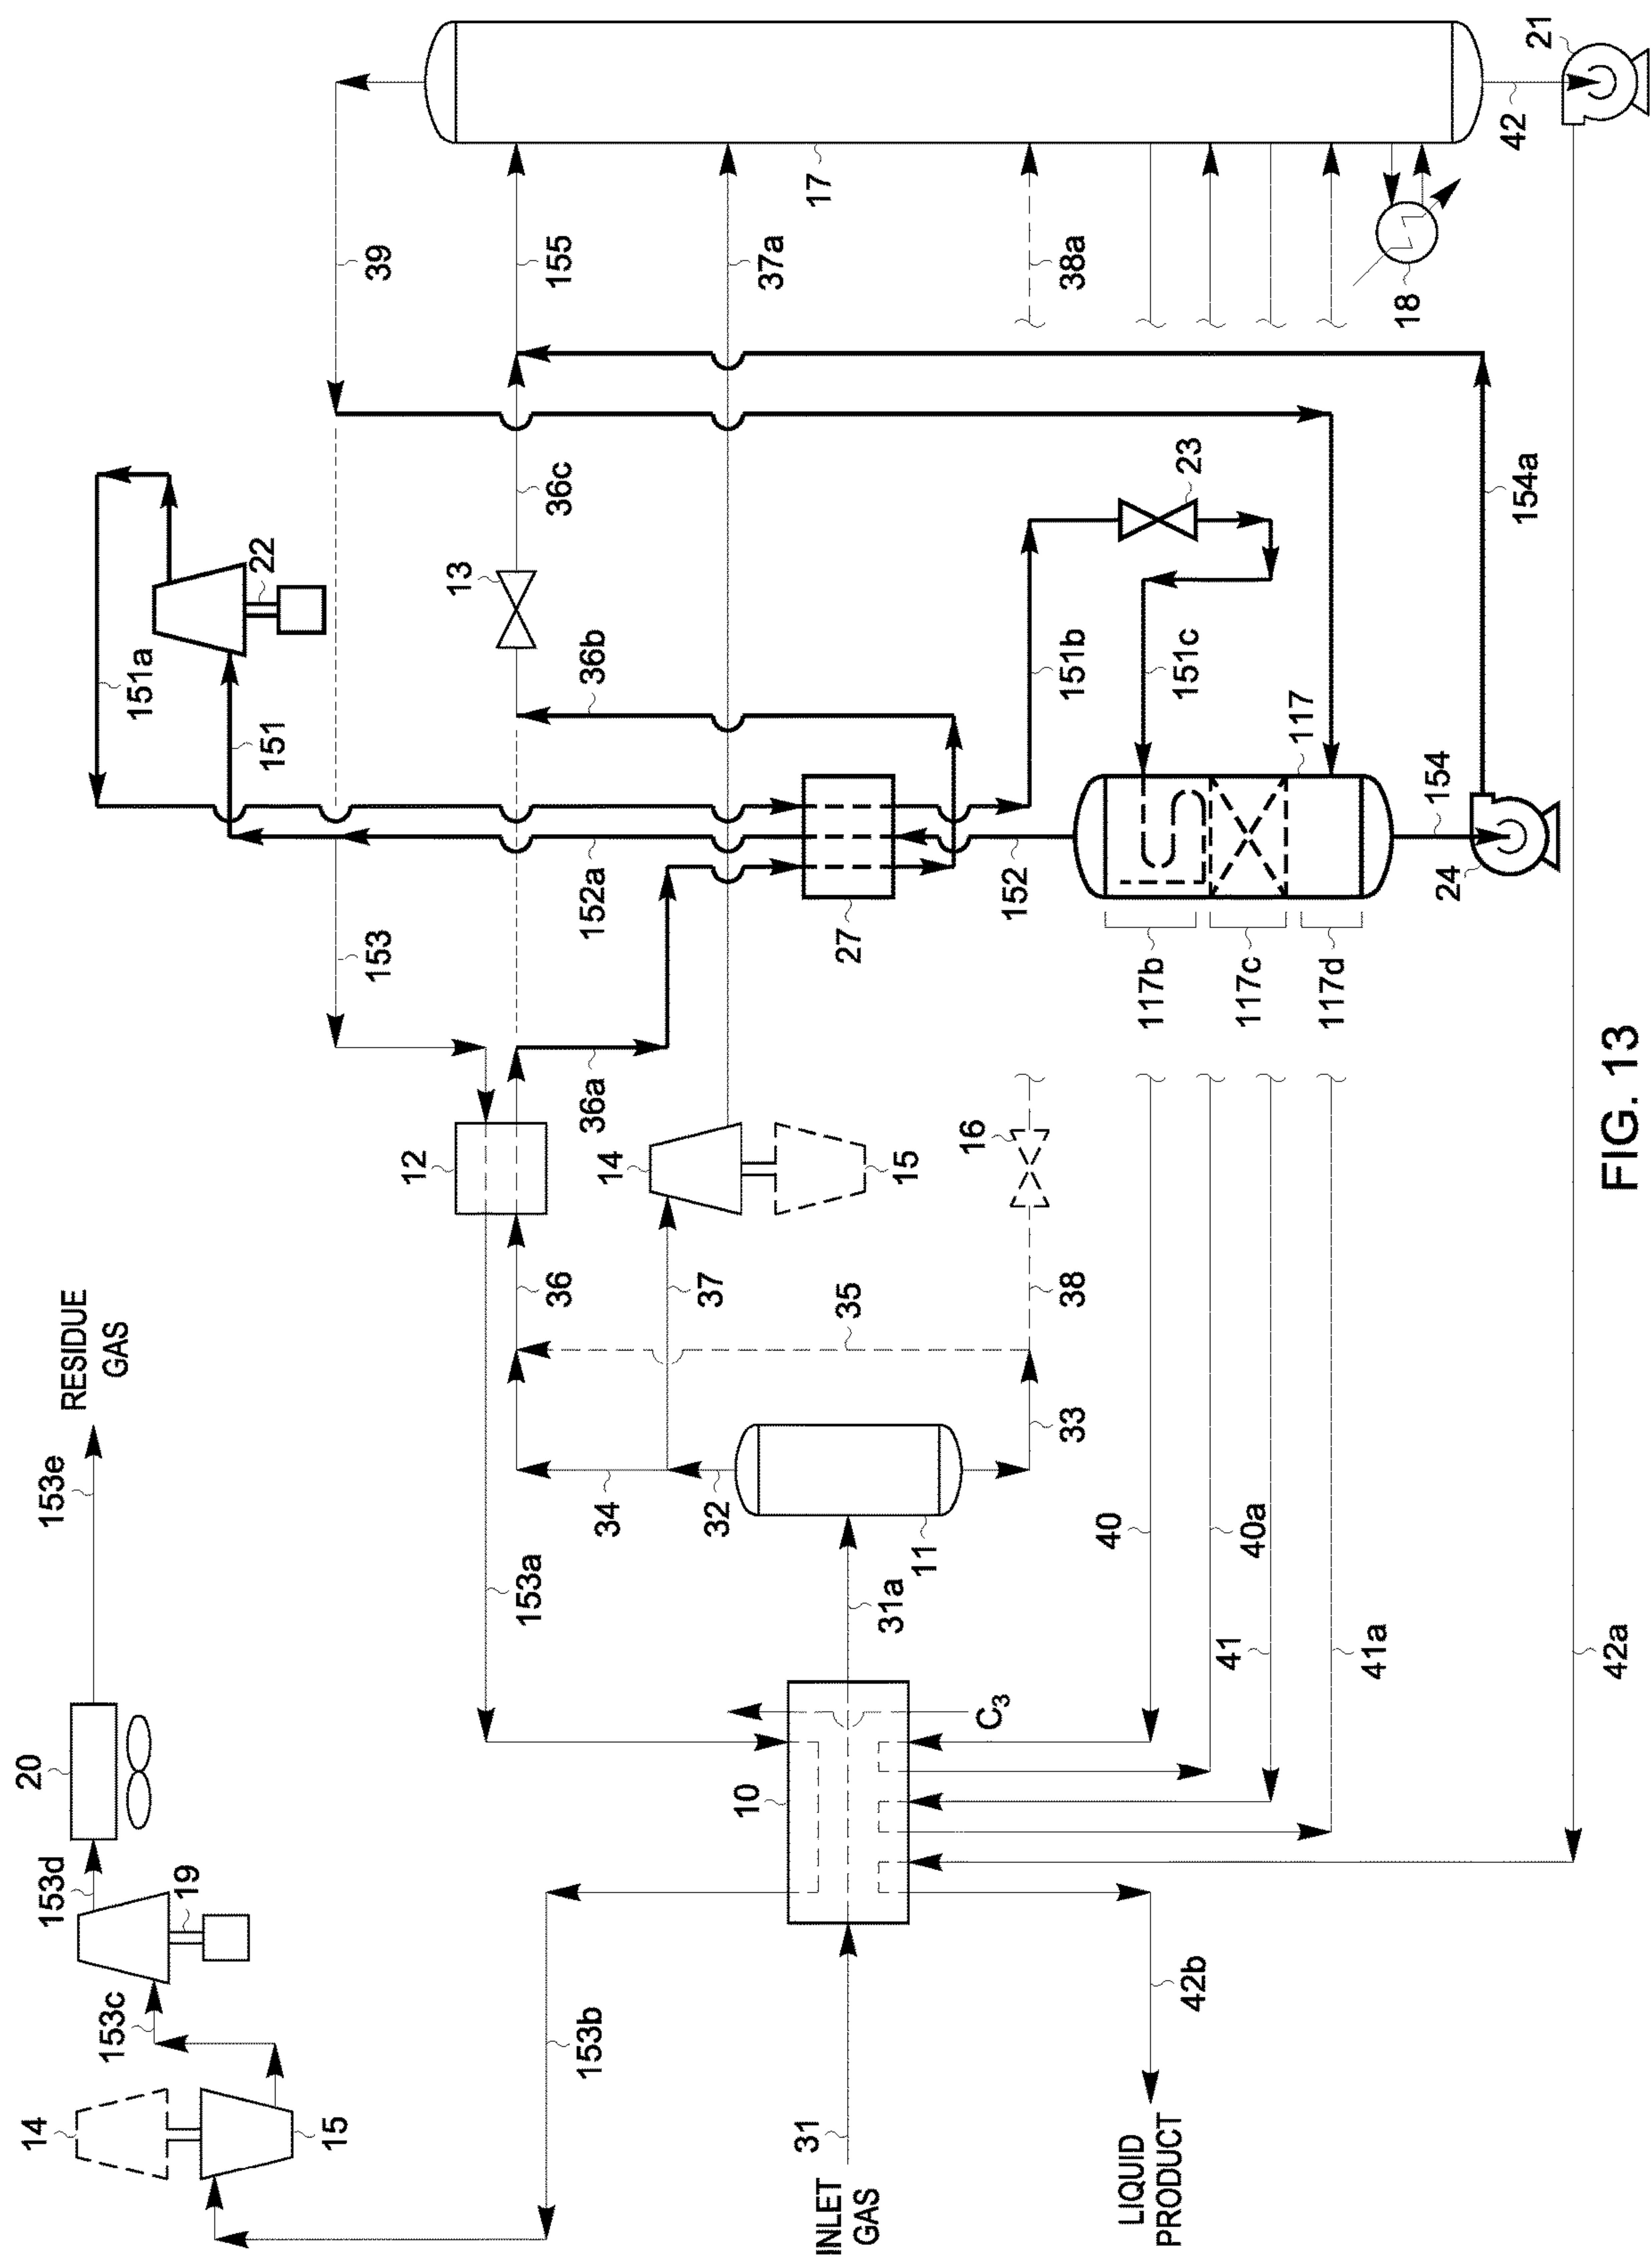 RESIDUE
GAS
153e
20
153d
19
153c
14
15
153b
153a
12
153
39
151a
151
22
152a
36a
36b
13
36c
155
37a
17
38a
18
21
42
36
37
14
15
34
32
35
38
16
33
11
31a
10
C3
31
INLET
GAS
LIQUID
PRODUCT
42b
27
152
151b
151c
23
117
117b
117c
117d
154
24
154a
40
40a
41
41a
42a
FIG. 13